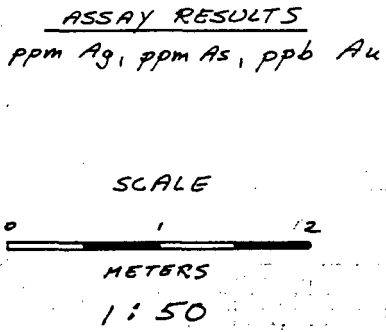 ASSAY RESULTS
ppm Ag, ppm As, ppb Au
SCALE
0 1 2
METERS
1:50